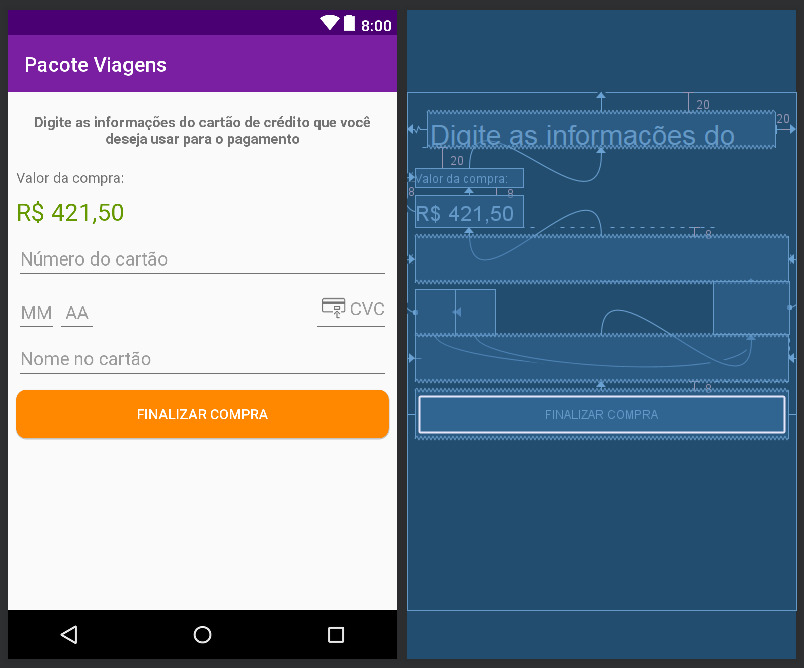 8:00
Pacote Viagens
Digite as informações do cartão de crédito que você
deseja usar para o pagamento
Valor da compra:
R$ 421,50
Número do cartão
MM AA CVC
Nome no cartão
FINALIZAR COMPRA
20
20
Digite as informações do
20
Valor da compra:
8
8
R$ 421,50
8
8
FINALIZAR COMPRA